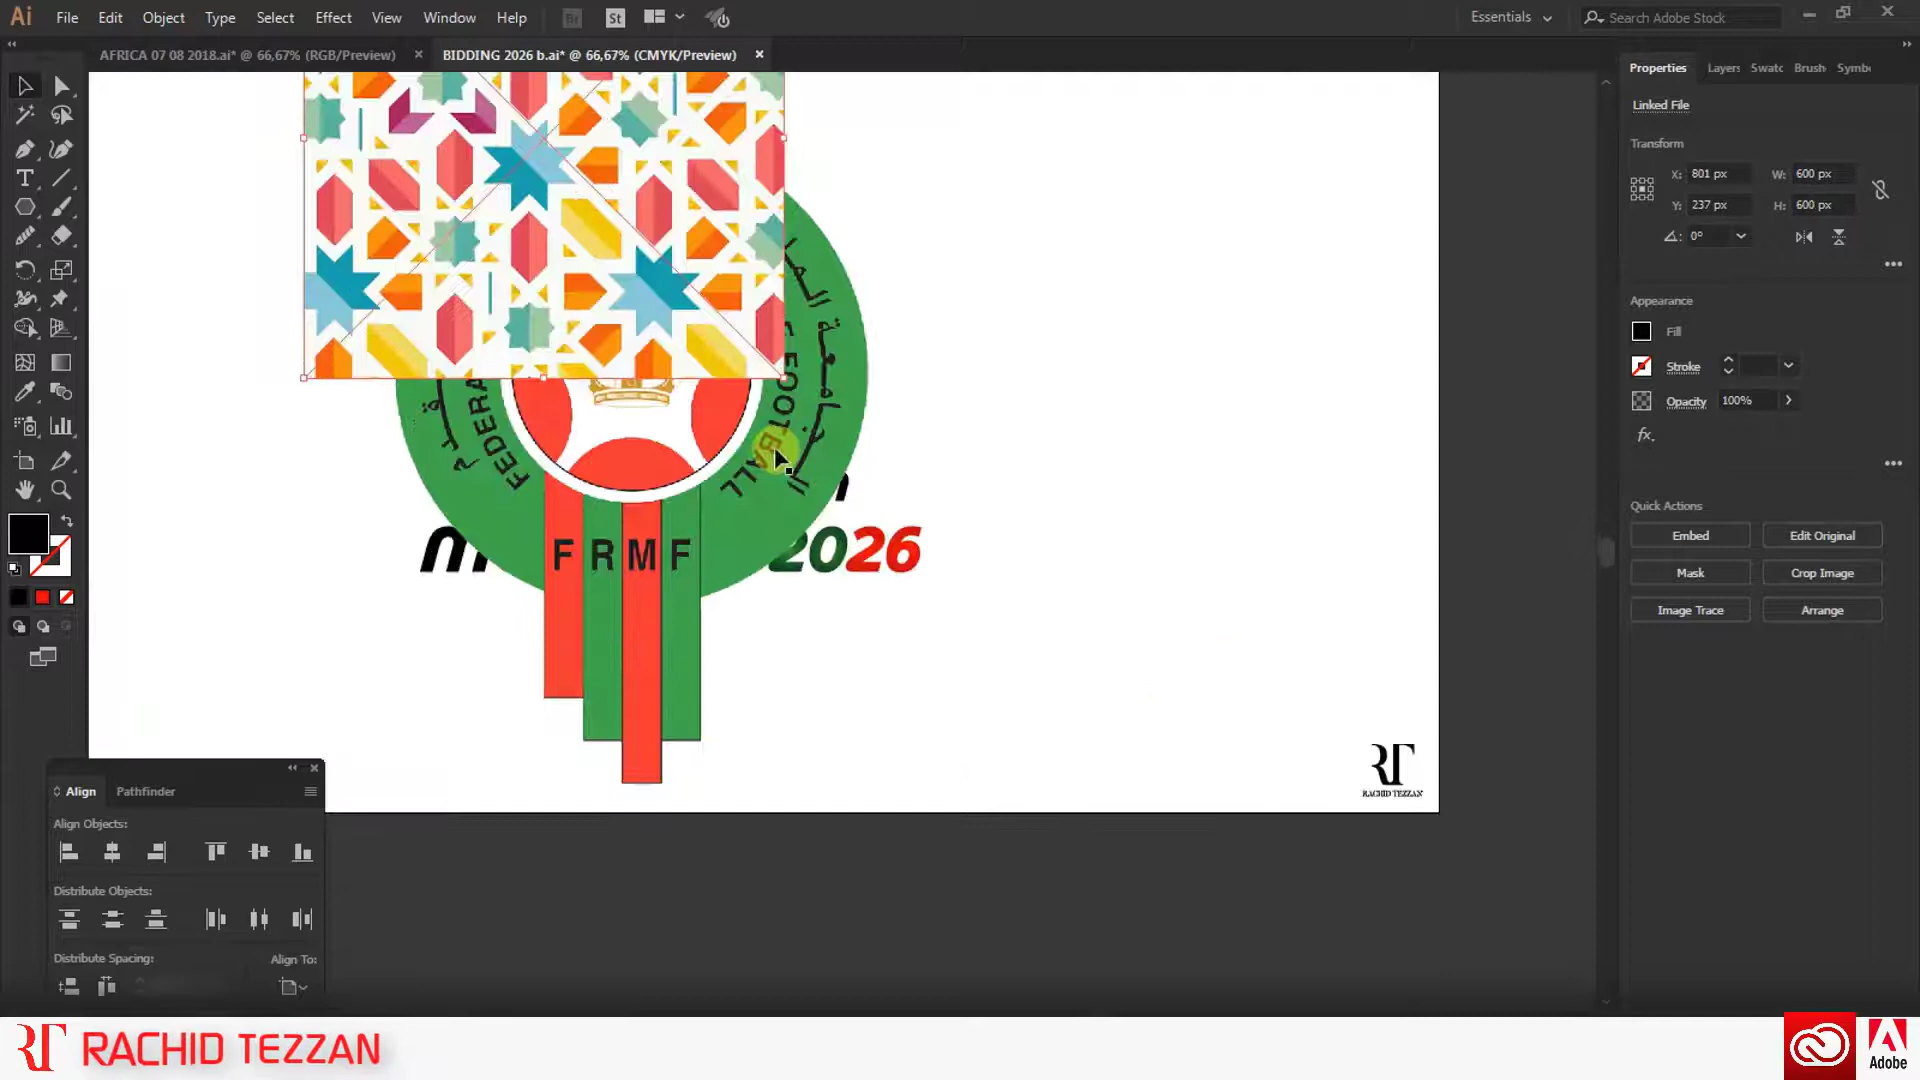 Ai File Edit Object Type Select Effect View Window Help Br St Essentials Search Adobe Stock
AFRICA 07 08 2018.ai* @ 66,67% (RGB/Preview) × BIDDING 2026 b.ai* @ 66,67% (CMYK/Preview) ×
Properties Layers Swatc Brush Symbo
Linked File
Transform
X: 801 px W: 600 px
Y: 237 px H: 600 px
0°
Appearance
Fill
Stroke
Opacity 100%
fx.
Quick Actions
Embed Edit Original
Mask Crop Image
Image Trace Arrange
FOOTBALL
2026
F R M F
RT
RACHID TEZZAN
Align Pathfinder
Align Objects:
Distribute Objects:
Distribute Spacing: Align To:
RT RACHID TEZZAN
Adobe